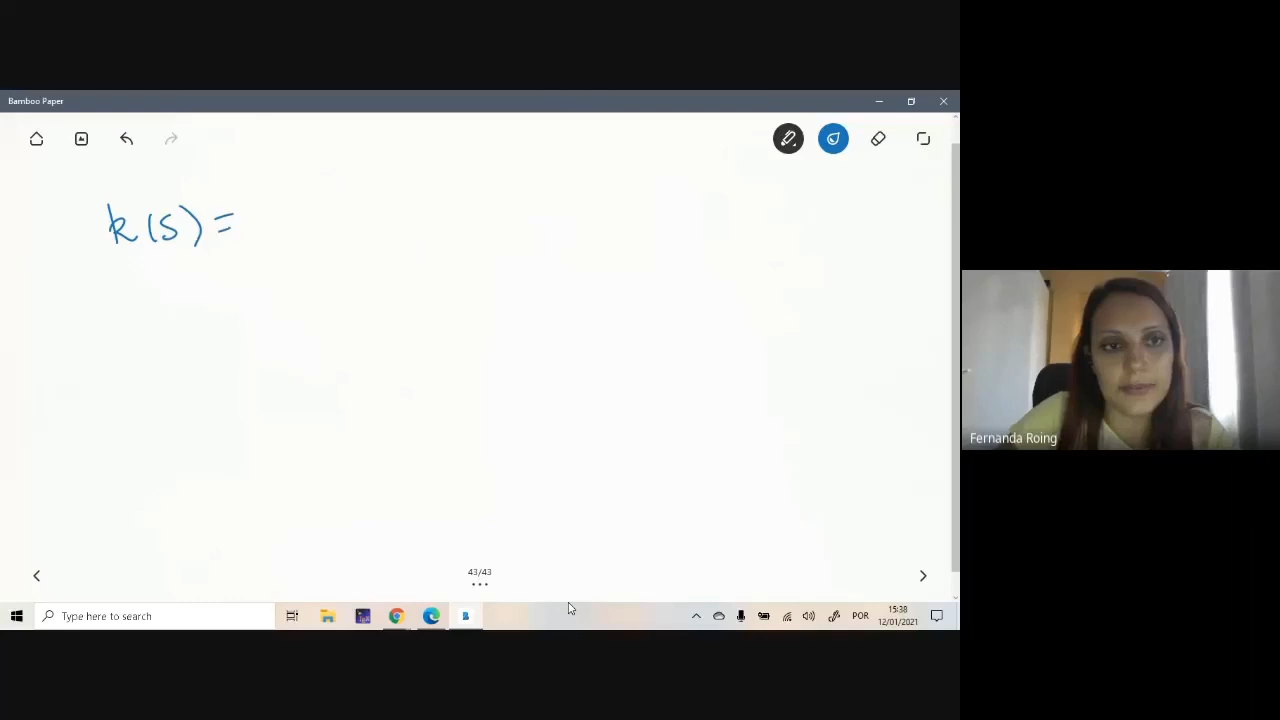 Bamboo Paper
k(s)=
Fernanda Roing
43/43
Type here to search
B
POR
15:38
12/01/2021